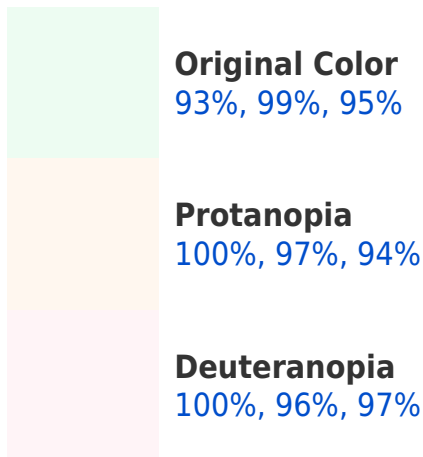 Original Color
93%, 99%, 95%
Protanopia
100%, 97%, 94%
Deuteranopia
100%, 96%, 97%